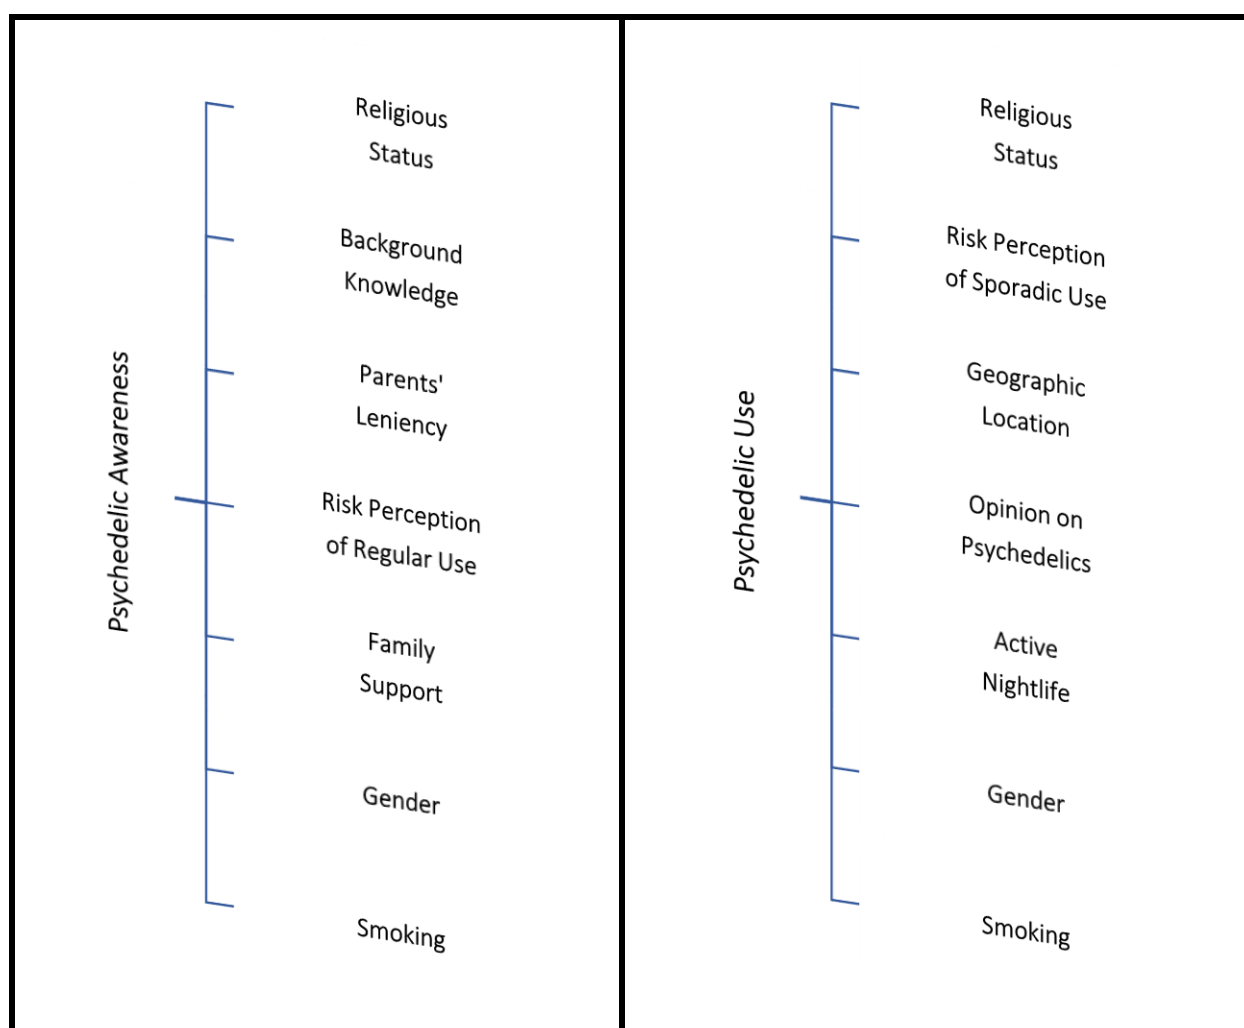 Psychedelic Awareness
Religious
Status
Background
Knowledge
Parents'
Leniency
Risk Perception
of Regular Use
Family
Support
Gender
Smoking
Psychedelic Use
Religious
Status
Risk Perception
of Sporadic Use
Geographic
Location
Opinion on
Psychedelics
Active
Nightlife
Gender
Smoking